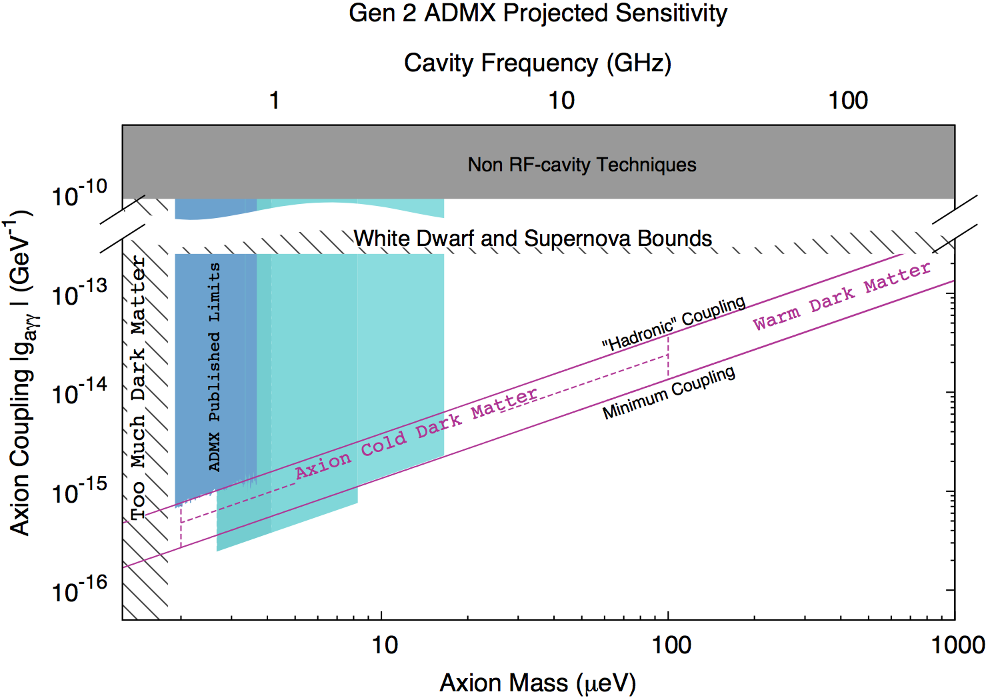 Gen 2 ADMX Projected Sensitivity
Cavity Frequency (GHz)
1 10 100
Non RF-cavity Techniques
10⁻¹⁰
White Dwarf and Supernova Bounds
10⁻¹³
10⁻¹⁴
10⁻¹⁵
10⁻¹⁶
Axion Coupling |gₐγγ | (GeV⁻¹)
Too Much Dark Matter
ADMX Published Limits
"Hadronic" Coupling
Warm Dark Matter
Axion Cold Dark Matter
Minimum Coupling
10 100 1000
Axion Mass (μeV)